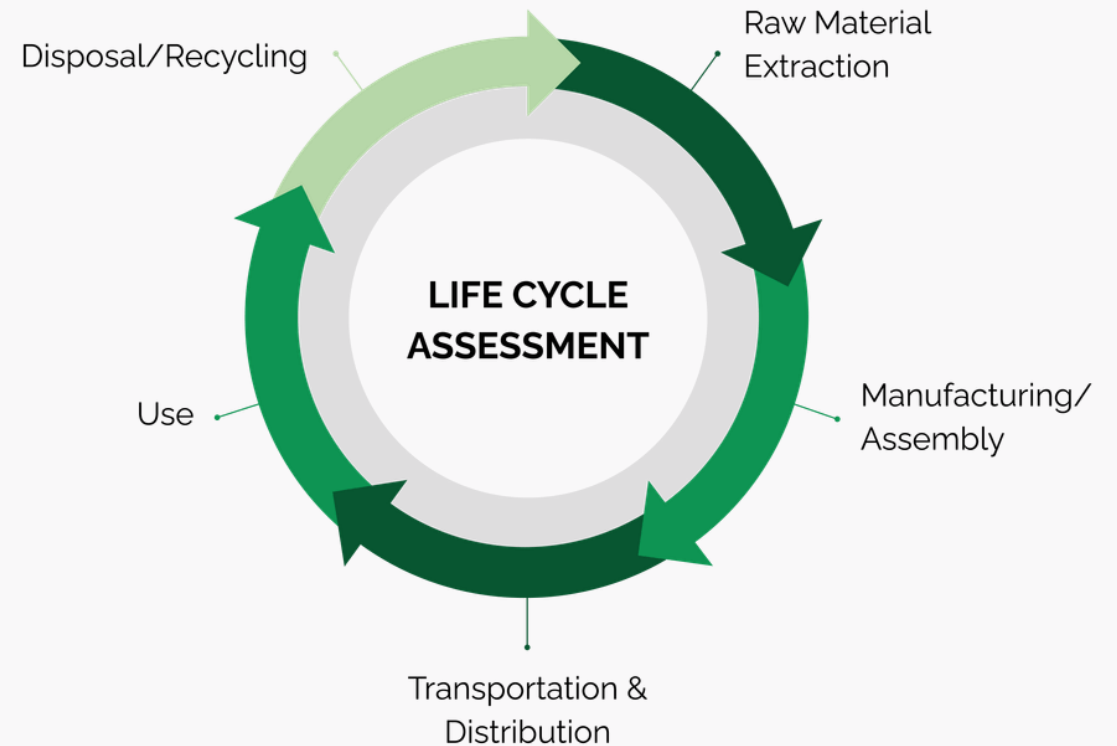 Disposal/Recycling
Raw Material
Extraction
LIFE CYCLE
ASSESSMENT
Use
Manufacturing/
Assembly
Transportation &
Distribution